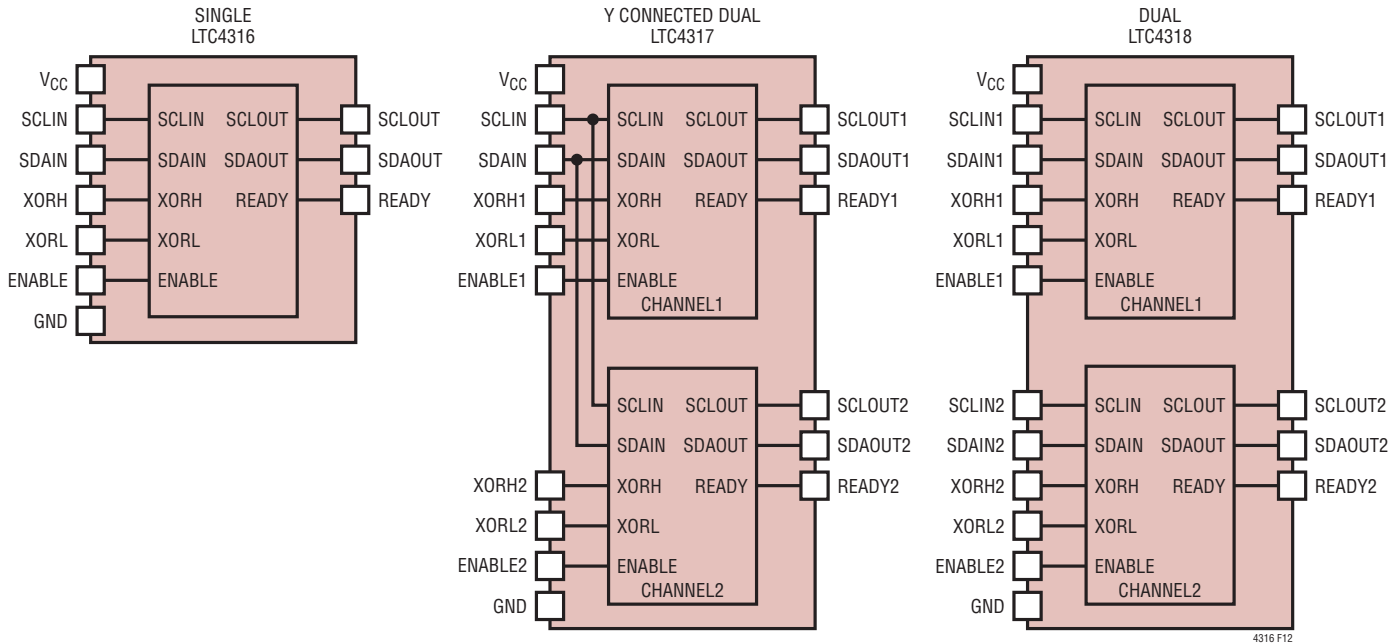 SINGLE
LTC4316
VCC
SCLIN
SDAIN
XORH
XORL
ENABLE
GND
SCLIN SCLOUT
SDAIN SDAOUT
XORH READY
XORL
ENABLE
SCLOUT
SDAOUT
READY
Y CONNECTED DUAL
LTC4317
VCC
SCLIN
SDAIN
XORH1
XORL1
ENABLE1
SCLIN SCLOUT
SDAIN SDAOUT
XORH READY
XORL
ENABLE
CHANNEL1
SCLOUT1
SDAOUT1
READY1
XORH2
XORL2
ENABLE2
GND
SCLIN SCLOUT
SDAIN SDAOUT
XORH READY
XORL
ENABLE
CHANNEL2
SCLOUT2
SDAOUT2
READY2
DUAL
LTC4318
VCC
SCLIN1
SDAIN1
XORH1
XORL1
ENABLE1
SCLIN SCLOUT
SDAIN SDAOUT
XORH READY
XORL
ENABLE
CHANNEL1
SCLOUT1
SDAOUT1
READY1
SCLIN2
SDAIN2
XORH2
XORL2
ENABLE2
GND
SCLIN SCLOUT
SDAIN SDAOUT
XORH READY
XORL
ENABLE
CHANNEL2
SCLOUT2
SDAOUT2
READY2
4316 F12